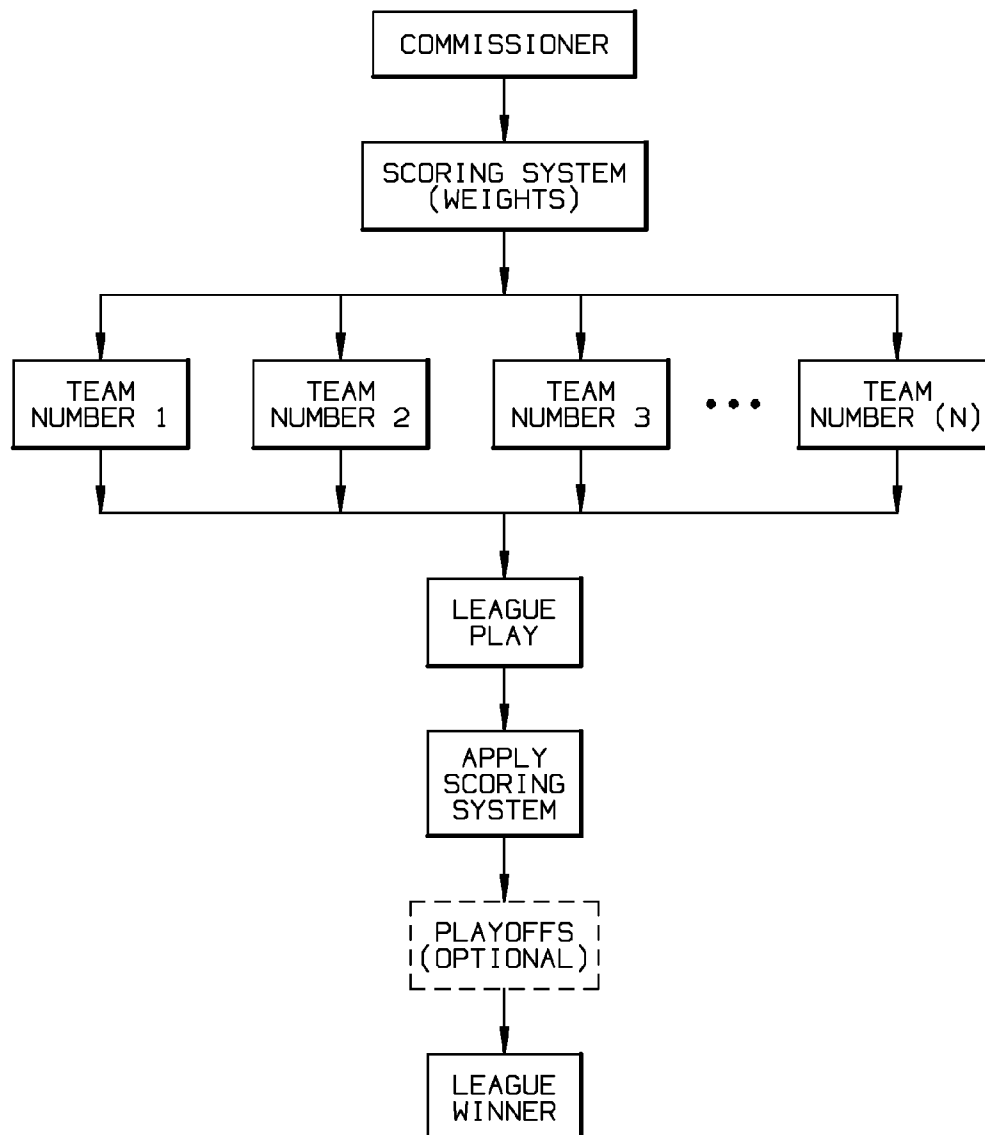 COMMISSIONER
SCORING SYSTEM
(WEIGHTS)
TEAM
NUMBER 1
TEAM
NUMBER 2
TEAM
NUMBER 3
TEAM
NUMBER (N)
LEAGUE
PLAY
APPLY
SCORING
SYSTEM
PLAYOFFS
(OPTIONAL)
LEAGUE
WINNER